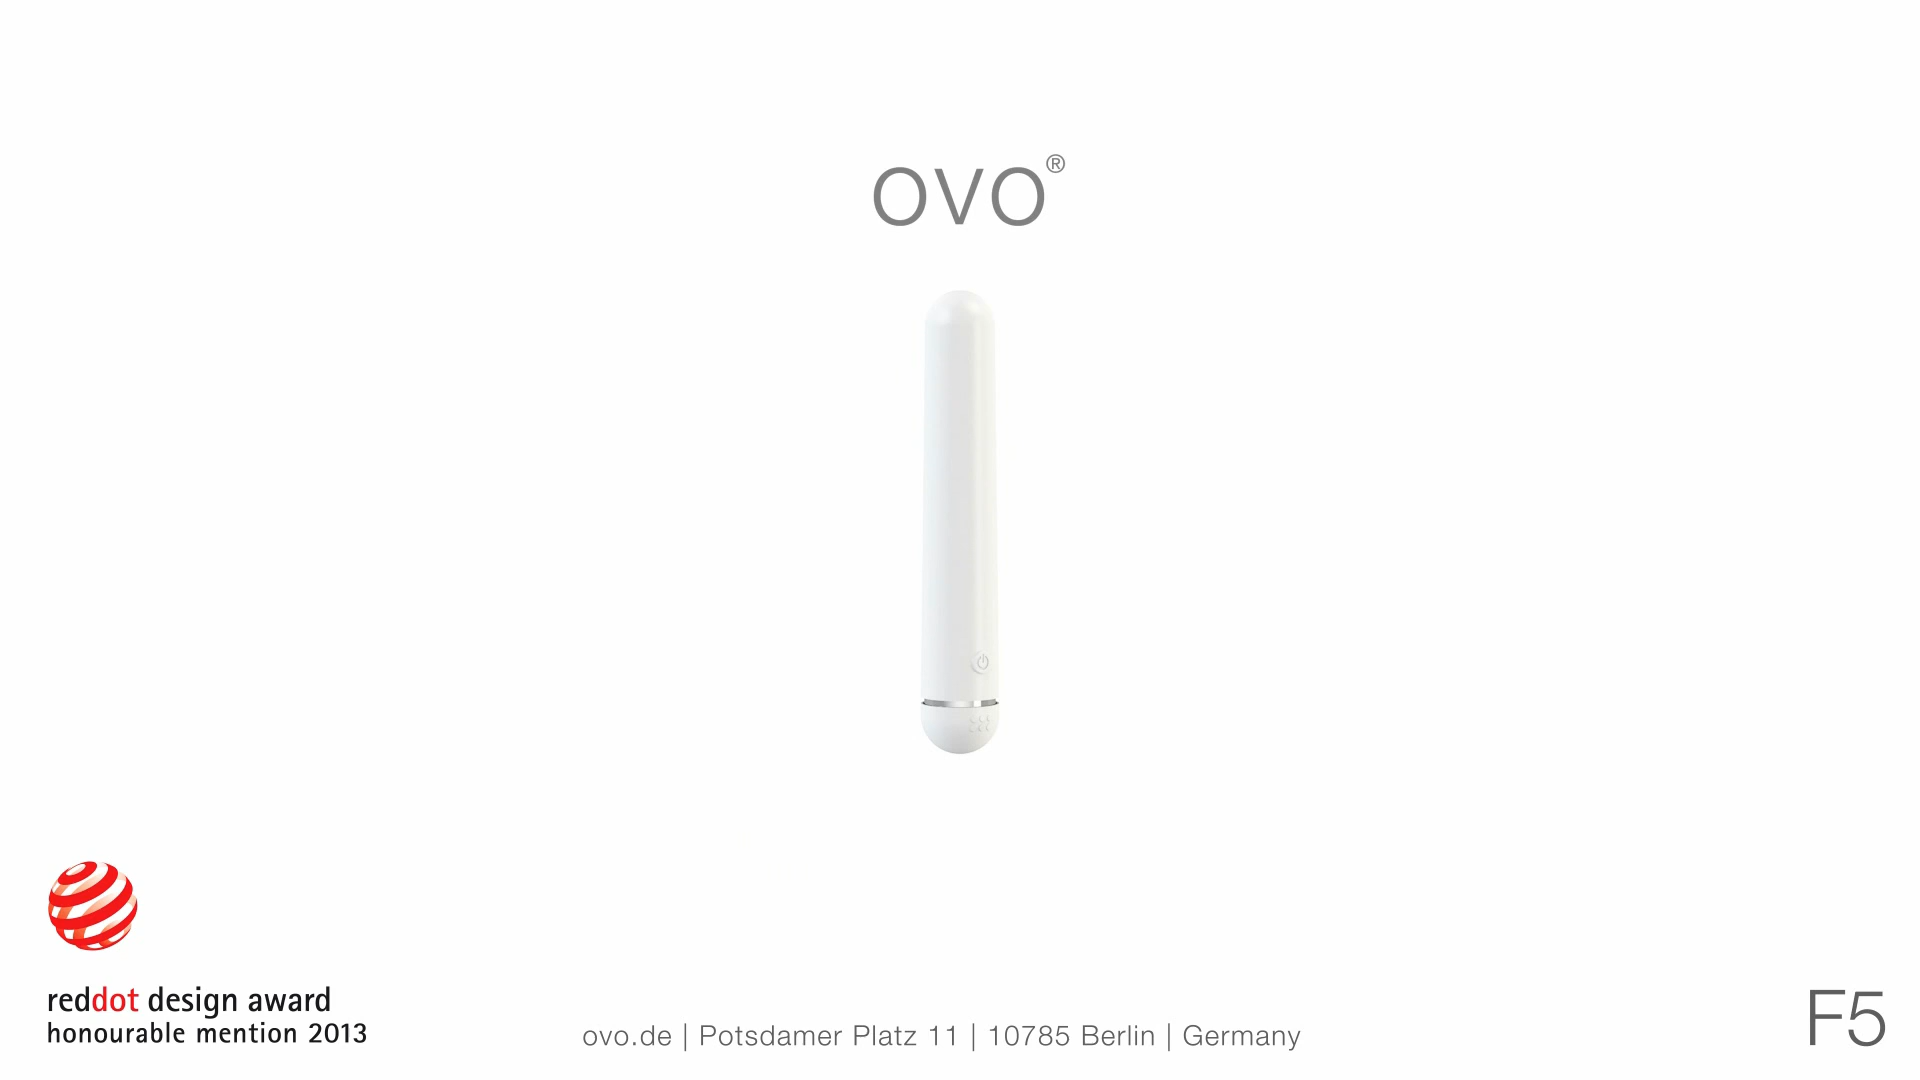 OVO®
reddot design award
honourable mention 2013
ovo.de | Potsdamer Platz 11 | 10785 Berlin | Germany
F5